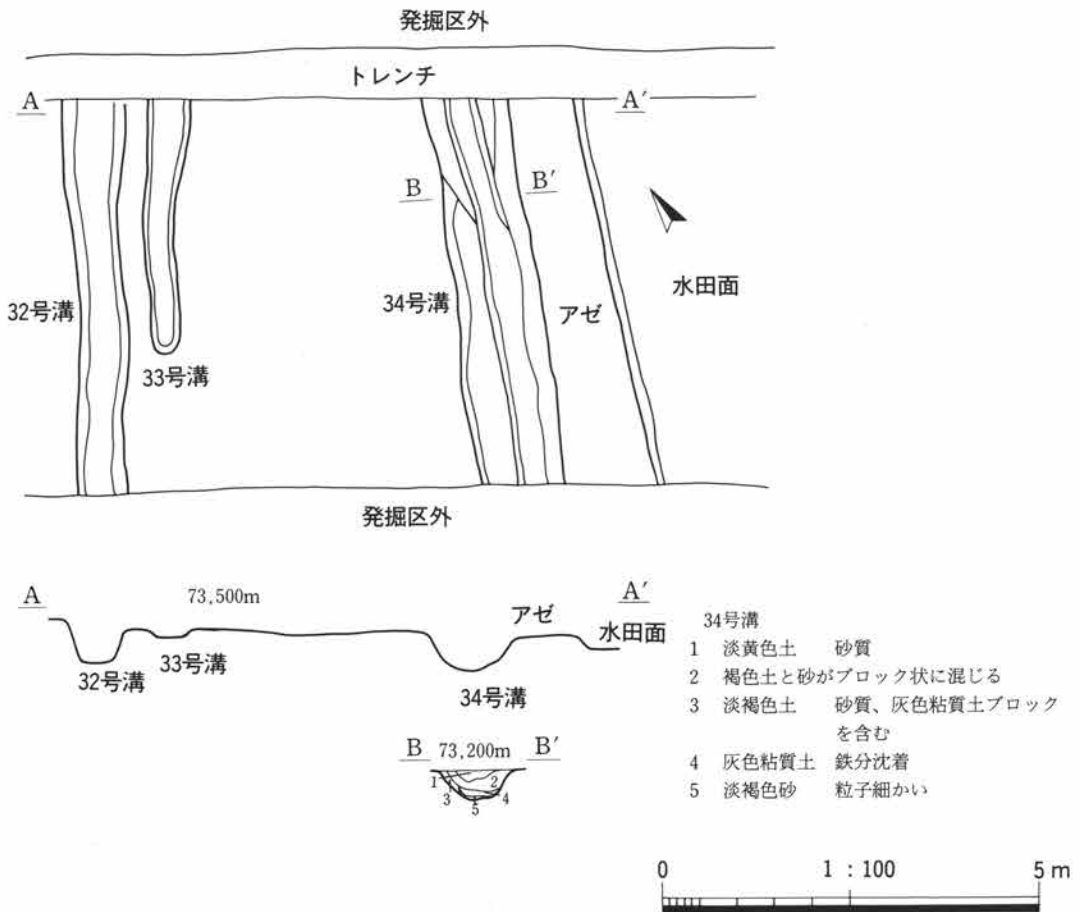 発掘区外
トレンチ
A A′
B B′
水田面
32号溝
34号溝
アゼ
33号溝
発掘区外
A A′
73,500m
アゼ
水田面
33号溝
32号溝
34号溝
B 73,200m B′
1 2
3 4
5
34号溝
1 淡黄色土 砂質
2 褐色土と砂がブロック状に混じる
3 淡褐色土 砂質、灰色粘質土ブロック
を含む
4 灰色粘質土 鉄分沈着
5 淡褐色砂 粒子細かい
0 1：100 5 m